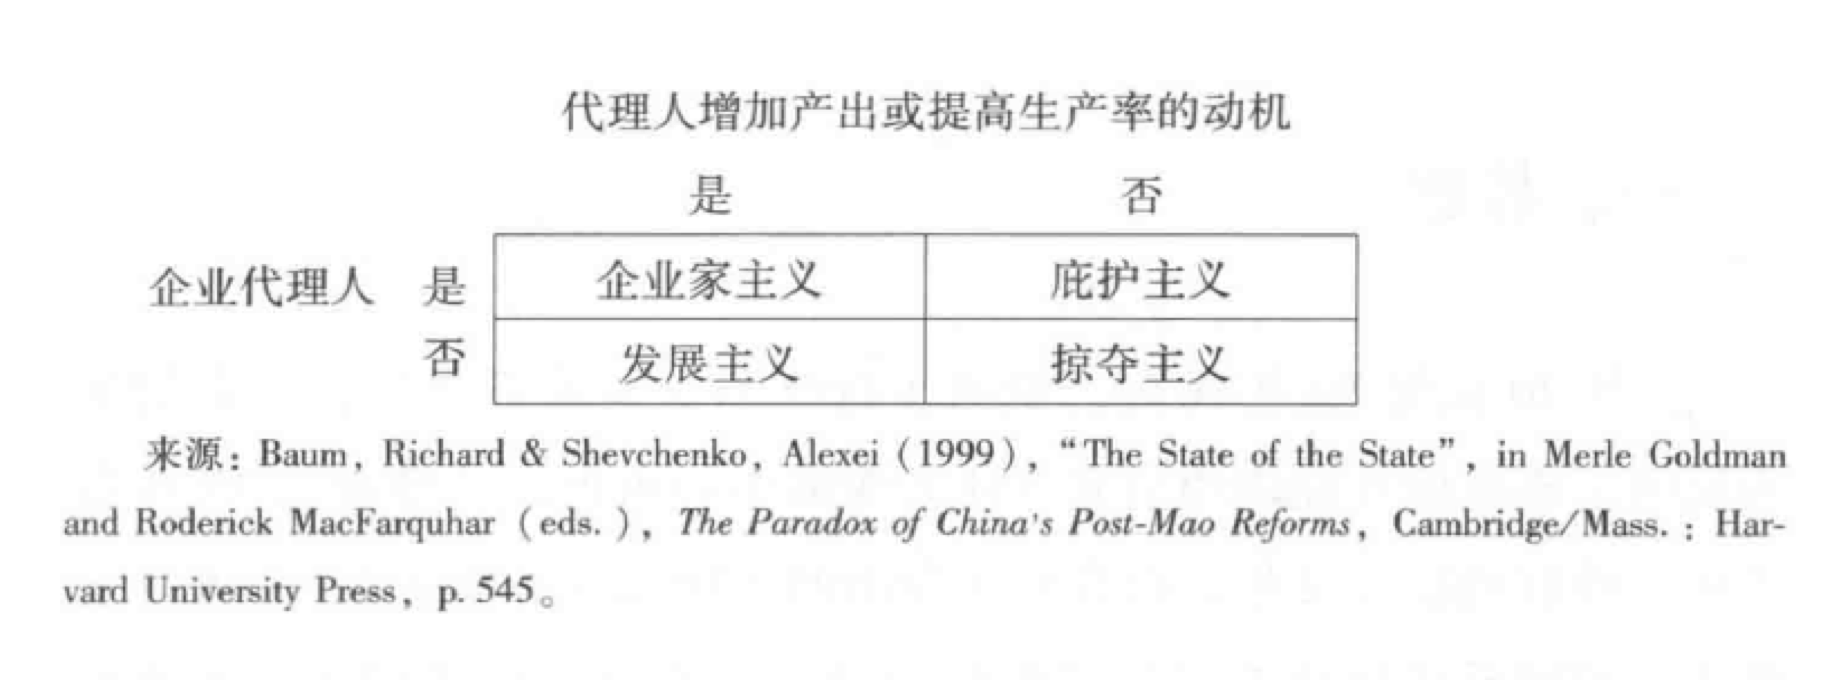 代理人增加产出或提高生产率的动机
是 否
企业代理人 是 企业家主义 庇护主义
否 发展主义 掠夺主义
来源：Baum, Richard & Shevchenko, Alexei (1999), “The State of the State”, in Merle Goldman
and Roderick MacFarquhar (eds.), The Paradox of China's Post-Mao Reforms, Cambridge/Mass.: Har-
vard University Press, p. 545。